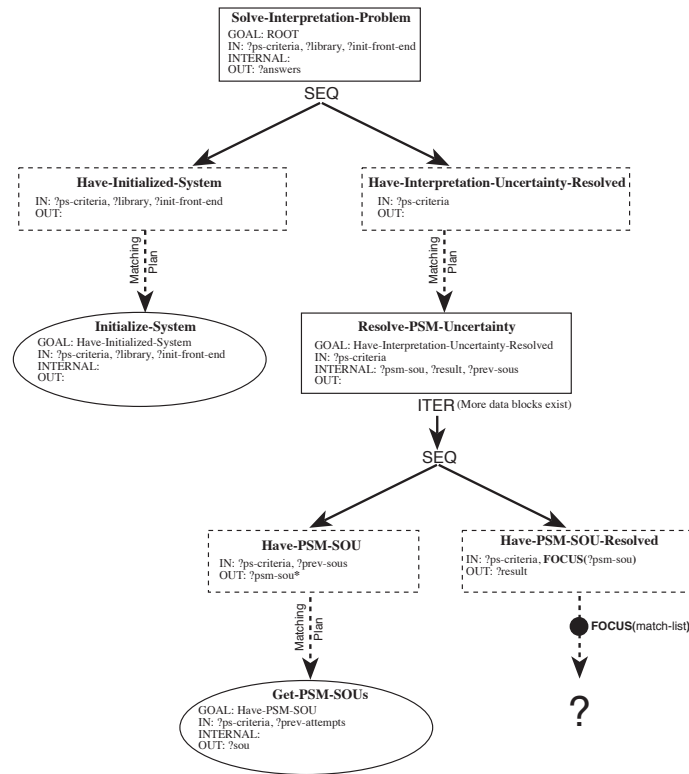 Solve-Interpretation-Problem
GOAL: ROOT
IN: ?ps-criteria, ?library, ?init-front-end
INTERNAL:
OUT: ?answers
SEQ
Have-Initialized-System
IN: ?ps-criteria, ?library, ?init-front-end
OUT:
Have-Interpretation-Uncertainty-Resolved
IN: ?ps-criteria
OUT:
Matching
Plan
Matching
Plan
Initialize-System
GOAL: Have-Initialized-System
IN: ?ps-criteria, ?library, ?init-front-end
INTERNAL:
OUT:
Resolve-PSM-Uncertainty
GOAL: Have-Interpretation-Uncertainty-Resolved
IN: ?ps-criteria
INTERNAL: ?psm-sou, ?result, ?prev-sous
OUT:
ITER (More data blocks exist)
SEQ
Have-PSM-SOU
IN: ?ps-criteria, ?prev-sous
OUT: ?psm-sou*
Have-PSM-SOU-Resolved
IN: ?ps-criteria, FOCUS(?psm-sou)
OUT: ?result
Matching
Plan
FOCUS(match-list)
Get-PSM-SOUs
GOAL: Have-PSM-SOU
IN: ?ps-criteria, ?prev-attempts
INTERNAL:
OUT: ?sou
?